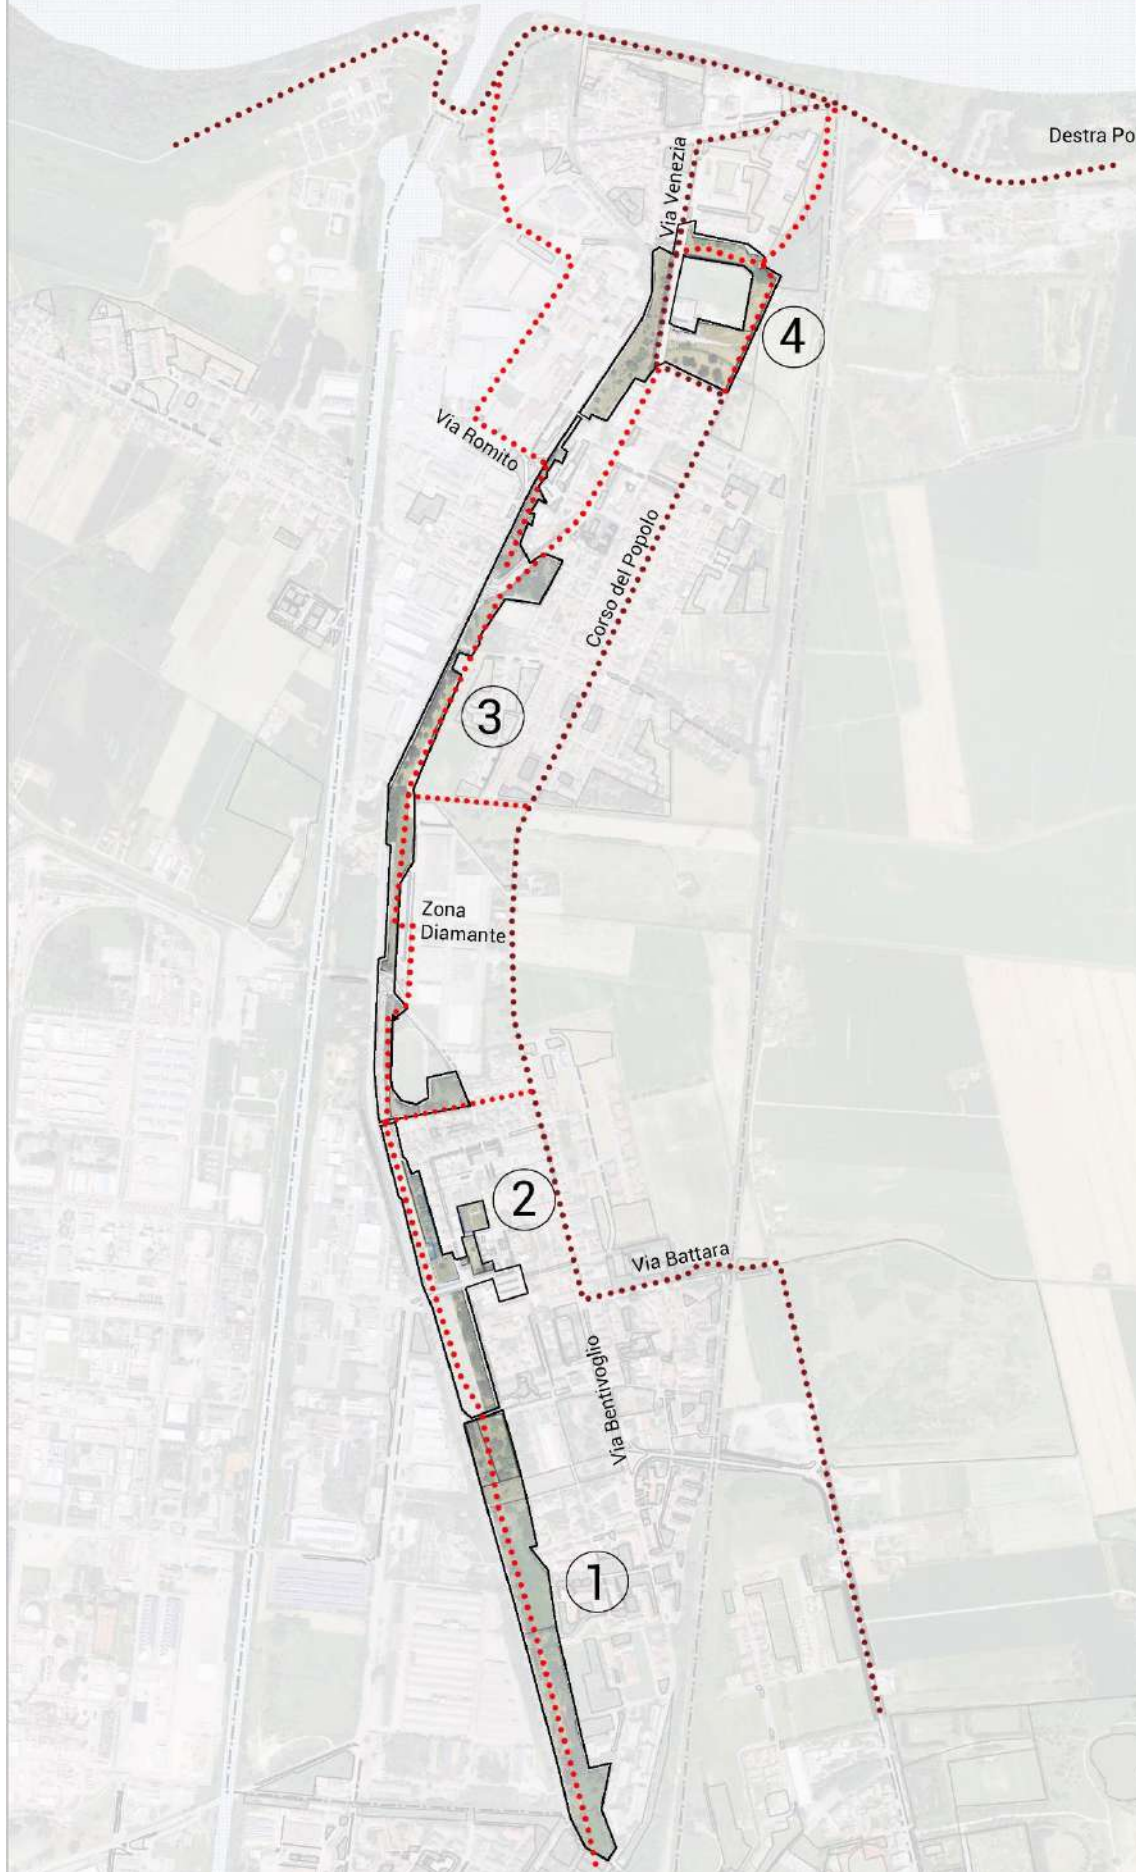 Destra Po
Via Venezia
4
Via Romito
Corso del Popolo
3
Zona
Diamante
2
Via Battara
Via Bentivoglio
1